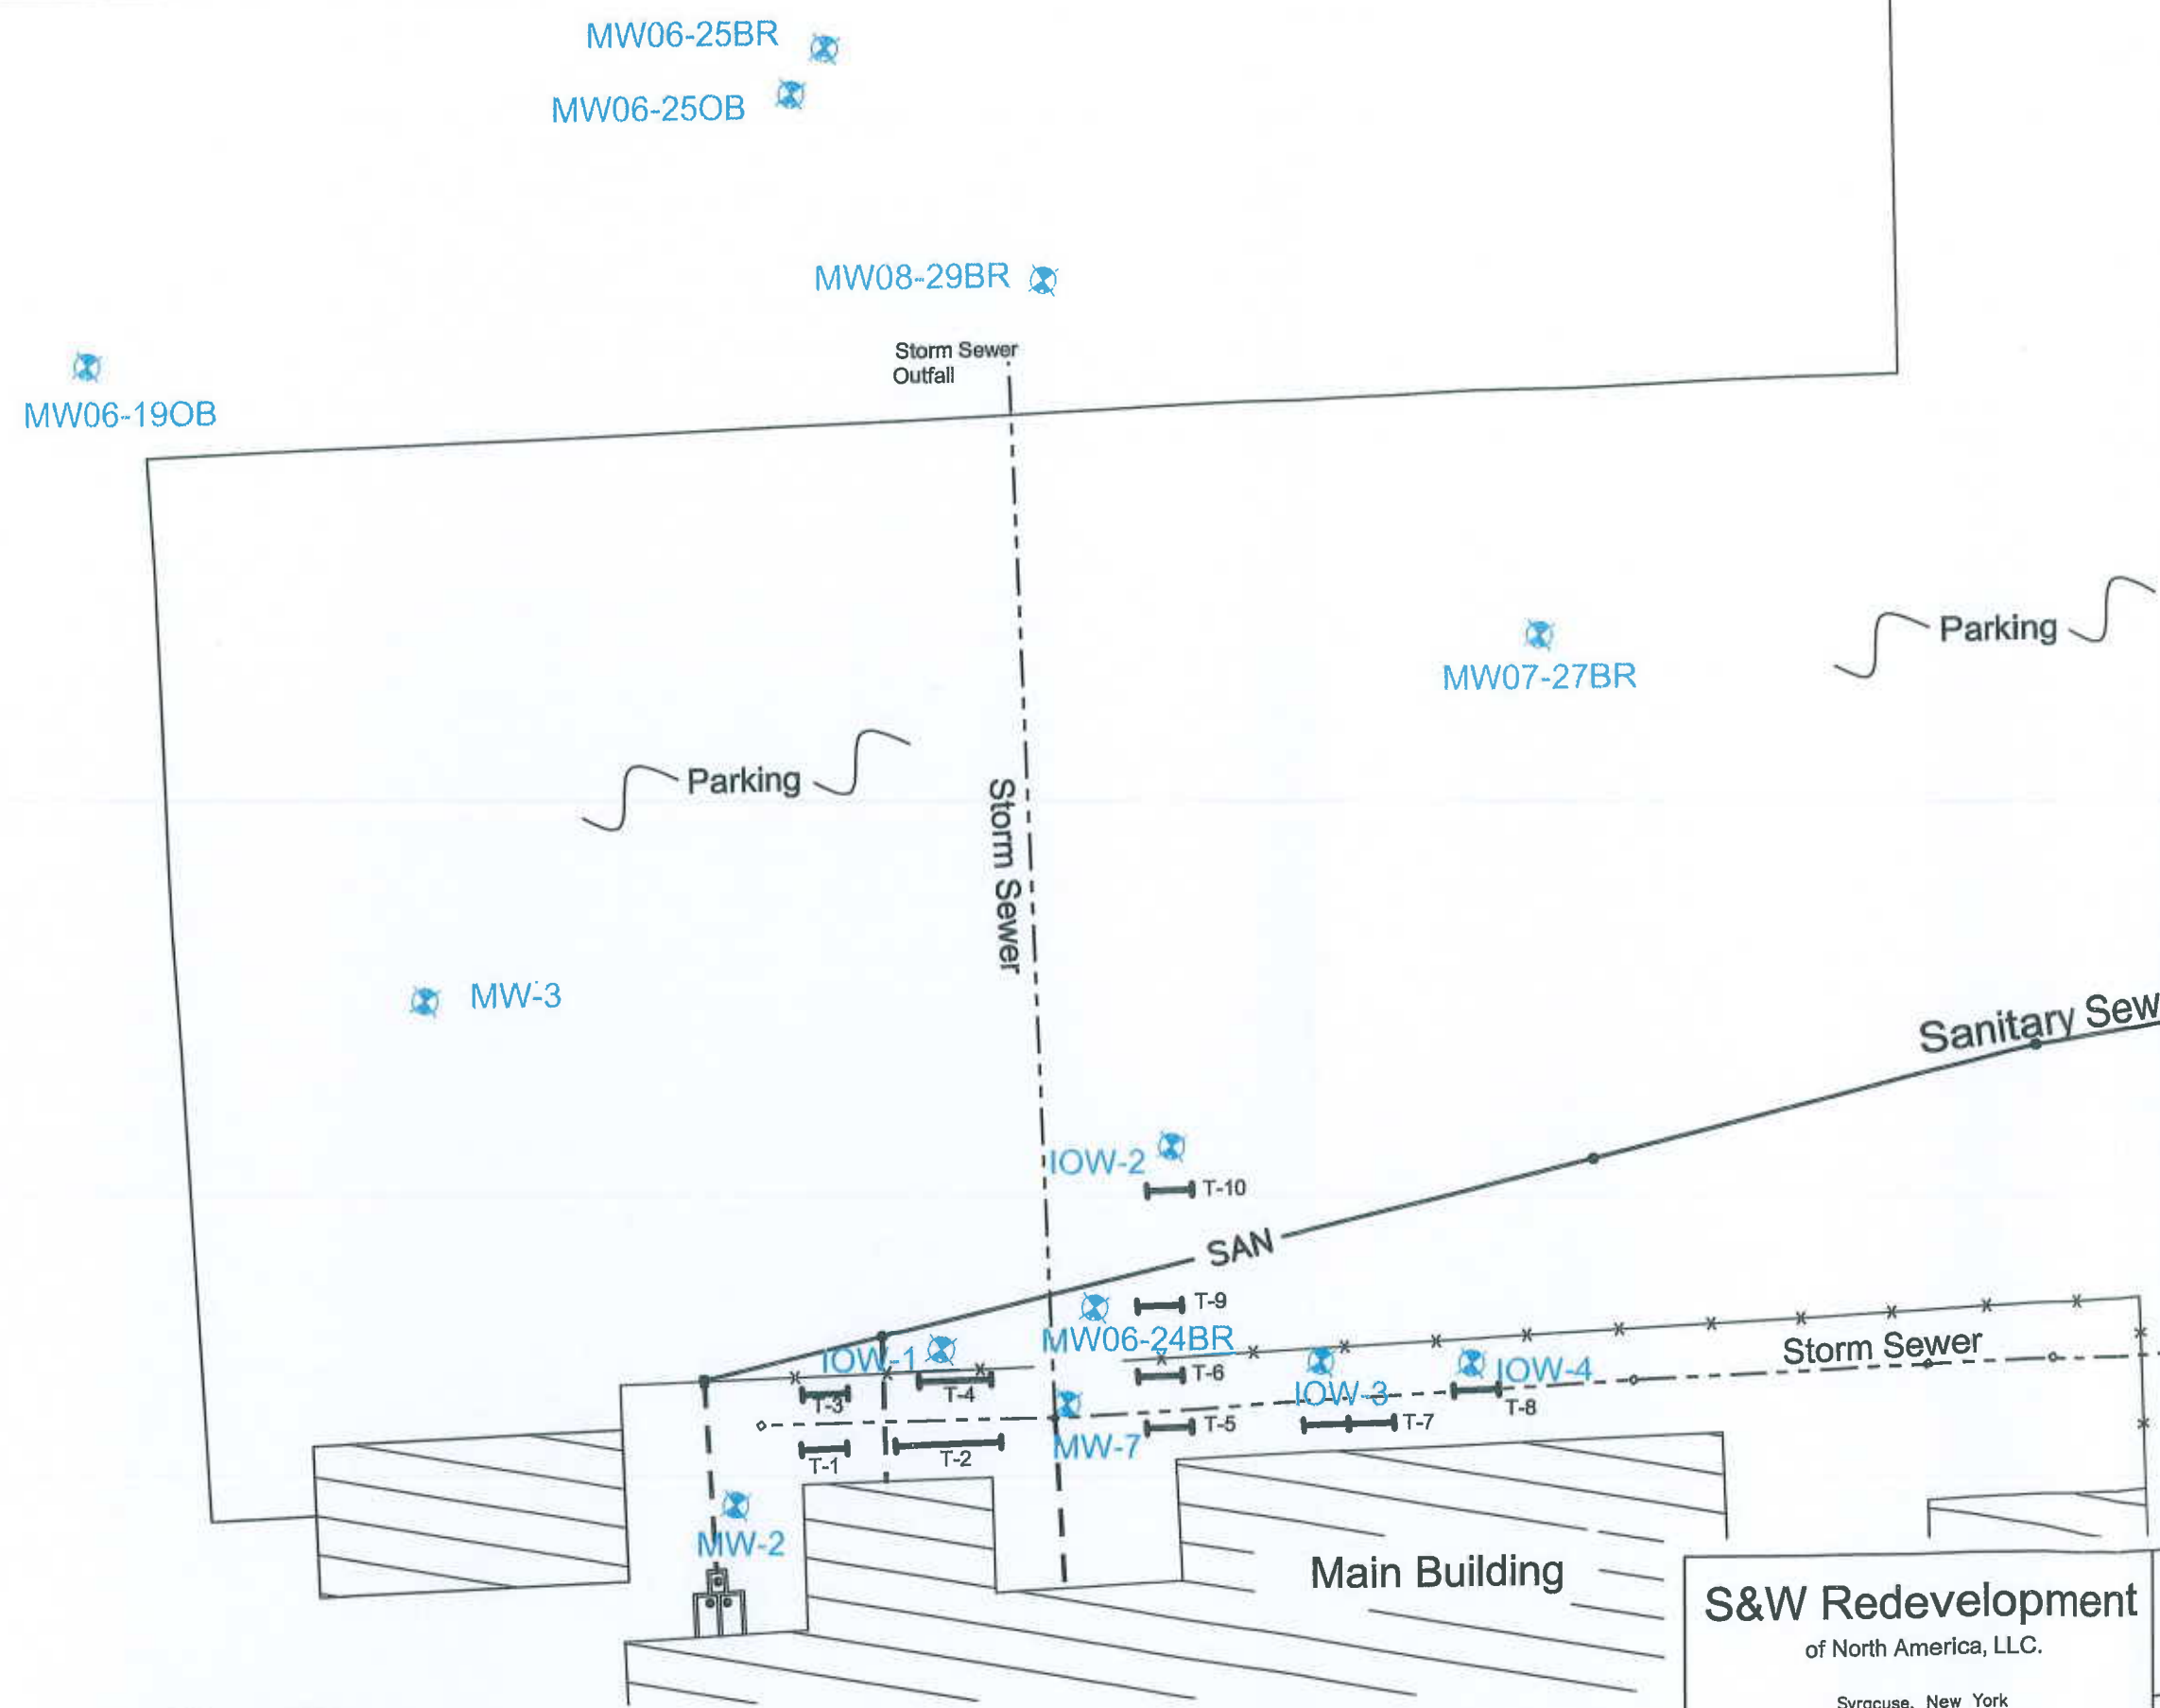 MW06-25BR
MW06-25OB
MW08-29BR
Storm Sewer
Outfall
MW06-19OB
Parking
MW07-27BR
Parking
Storm Sewer
MW-3
Sanitary Sew
IOW-2
T-10
SAN
T-9
MW06-24BR
IOW-1
Storm Sewer
T-6
IOW-3
IOW-4
T-3
T-4
T-8
T-5
T-7
MW-7
T-1
T-2
MW-2
Main Building
S&W Redevelopment
of North America, LLC.
Syracuse, New York